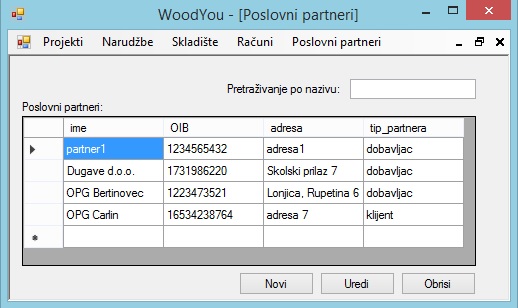 WoodYou - [Poslovni partneri]
Projekti Narudžbe Skladište Računi Poslovni partneri
Pretraživanje po nazivu:
Poslovni partneri:
ime OIB adresa tip_partnera
partner1 1234565432 adresa1 dobavljac
Dugave d.o.o. 1731986220 Skolski prilaz 7 dobavljac
OPG Bertinovec 1223473521 Lonjica, Rupetina 6 dobavljac
OPG Carlin 16534238764 adresa 7 klijent
Novi Uredi Obrisi